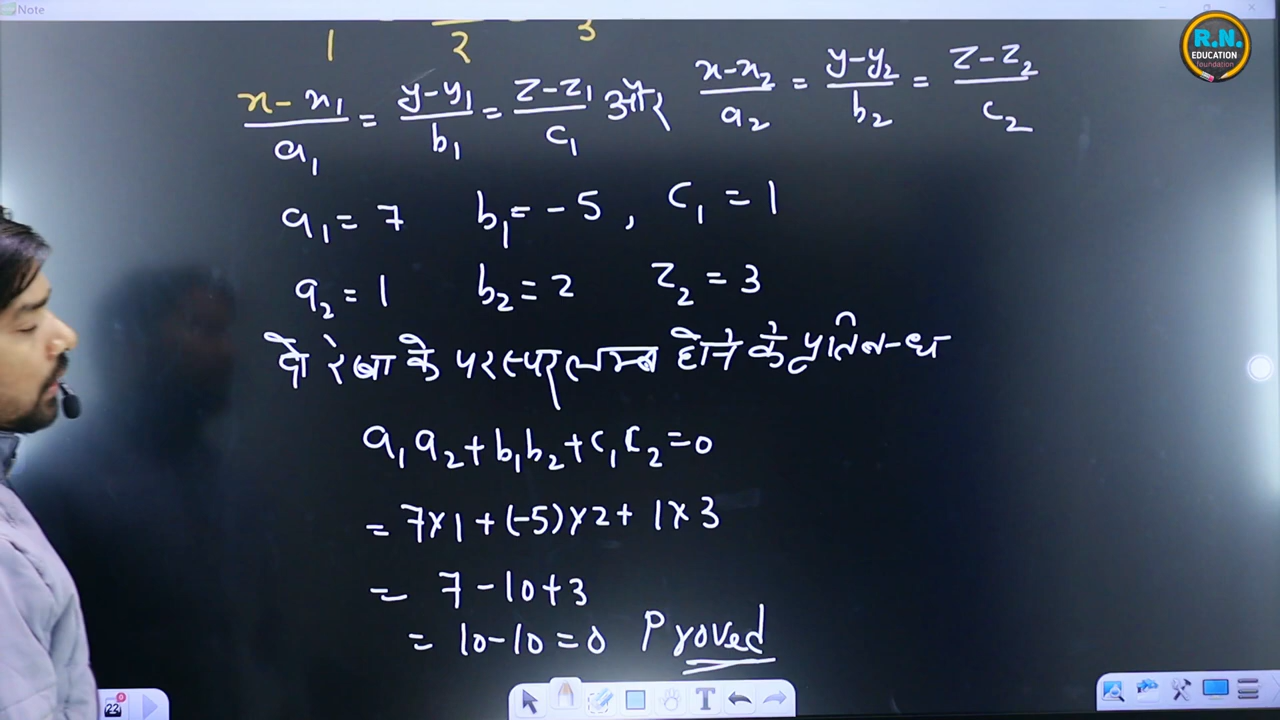 Note
R.N.
EDUCATION
foundation
1 2 3
x-x₁/a₁ = y-y₁/b₁ = z-z₁/c₁ और x-x₂/a₂ = y-y₂/b₂ = z-z₂/c₂
a₁ = 7 b₁ = -5, c₁ = 1
a₂ = 1 b₂ = 2 z₂ = 3
दो रेखा के परस्पर लम्ब होने के प्रतिबन्ध
a₁a₂+b₁b₂+c₁c₂=0
= 7×1+(-5)×2+1×3
= 7-10+3
= 10-10=0 Proved
22
T